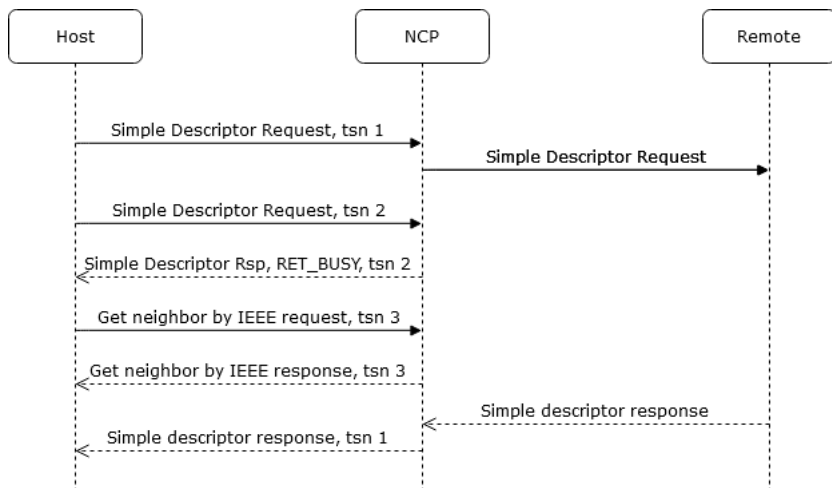 Host
NCP
Remote
Simple Descriptor Request, tsn 1
Simple Descriptor Request
Simple Descriptor Request, tsn 2
Simple Descriptor Rsp, RET_BUSY, tsn 2
Get neighbor by IEEE request, tsn 3
Get neighbor by IEEE response, tsn 3
Simple descriptor response
Simple descriptor response, tsn 1